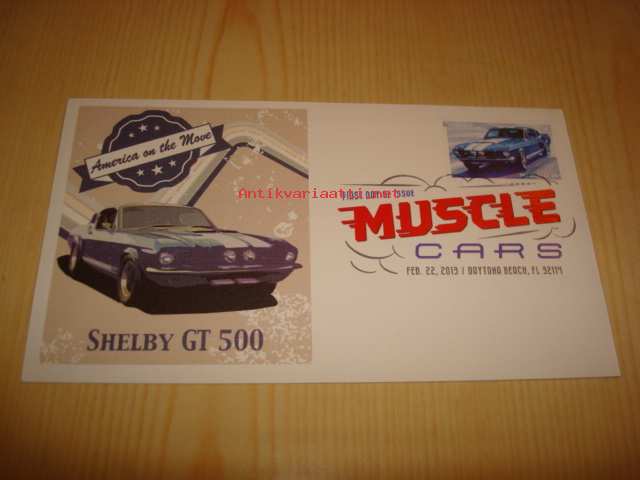 America on the Move
SHELBY GT 500
FIRST DAY OF ISSUE
MUSCLE
CARS
FEB. 22, 2013 / DAYTONA BEACH, FL 32114
Antikvariaatti.net